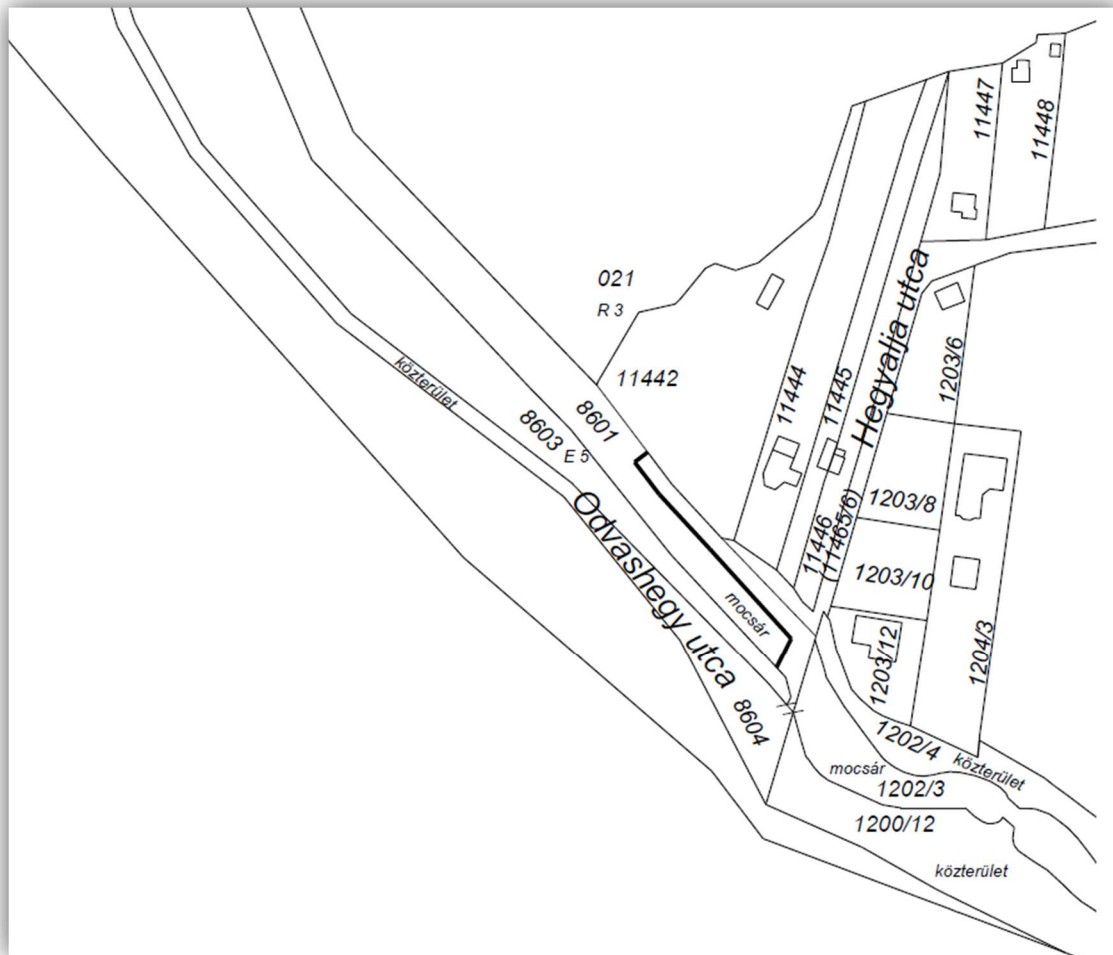 11447
11448
021
R 3
Hegyalja utca
11442
11444
11445
1203/6
közterület
8601
8603
E 5
1203/8
Odvashegy utca
11446
(11465/6)
1203/10
mocsár
1203/12
1204/3
8604
1202/4
közterület
mocsár
1202/3
1200/12
közterület